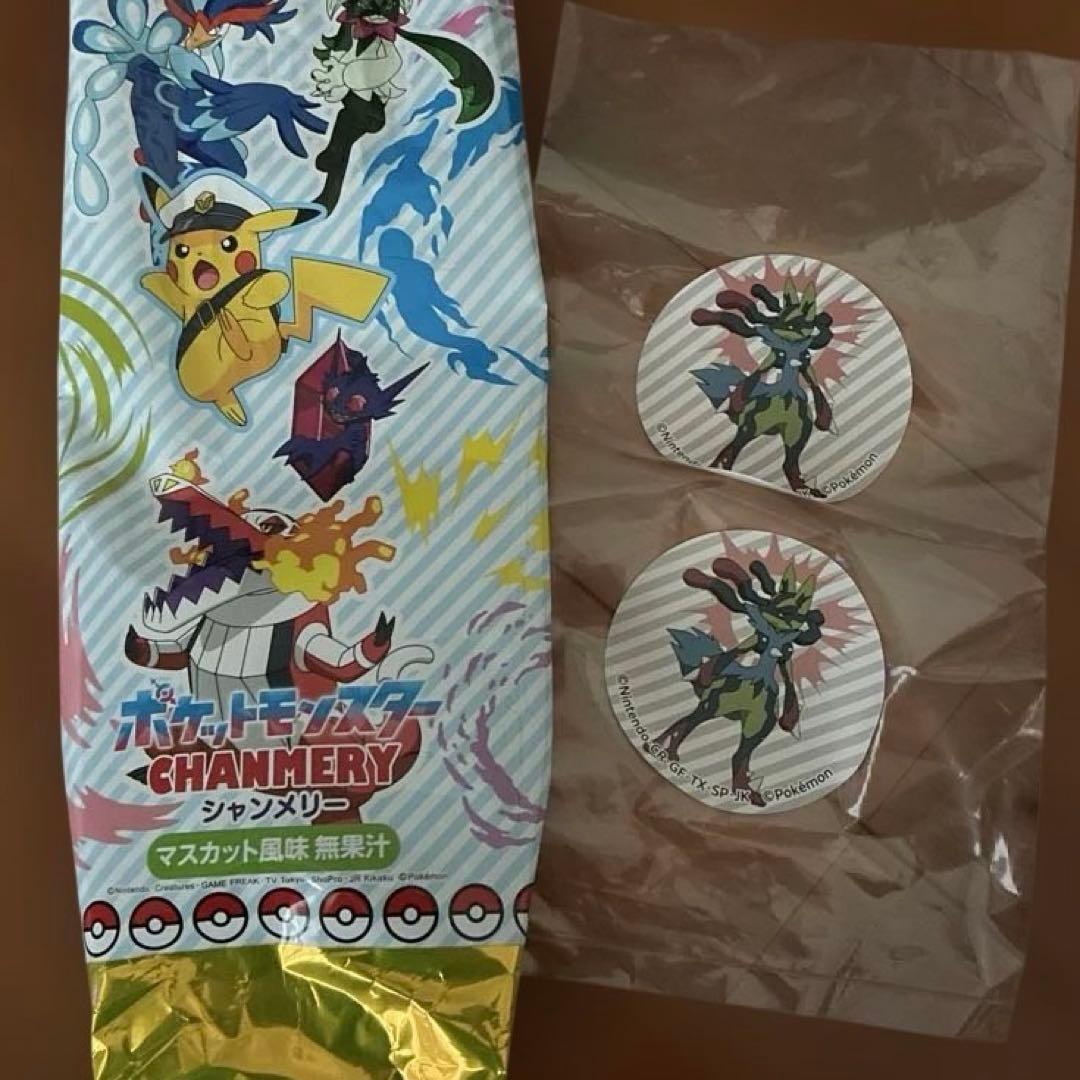 ポケットモンスター
CHANMERY
シャンメリー
マスカット風味 無果汁
©Nintendo・Creatures・GAME FREAK・TV Tokyo・ShoPro・JR Kikaku ©Pokémon
©Nintendo
JK ©Pokémon
©Nintendo・CR・GF・TX・SP・JK ©Pokémon